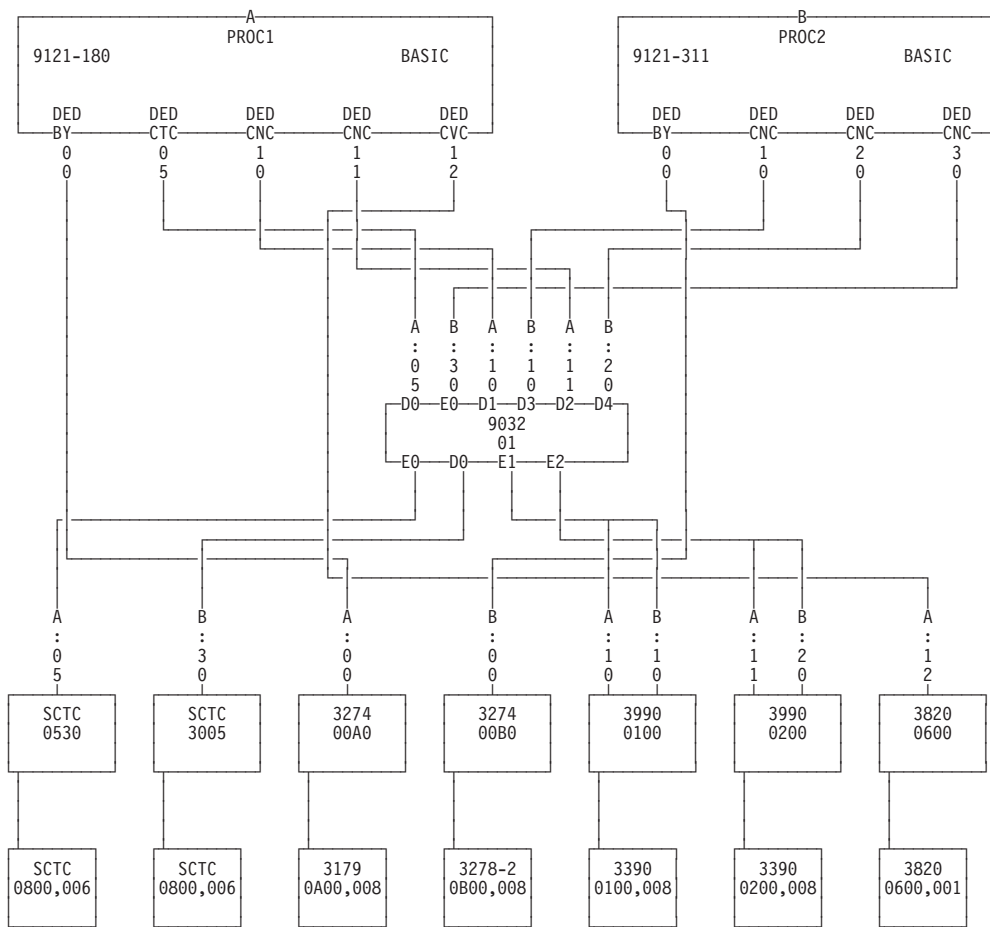 A B
PROC1 PROC2
9121-180 BASIC 9121-311 BASIC
DED DED DED DED DED DED DED DED DED
BY CTC CNC CNC CVC BY CNC CNC CNC
0 0 1 1 1 0 1 2 3
0 5 0 1 2 0 0 0 0
A B A B A B
: : : : : :
0 3 1 1 1 2
5 0 0 0 1 0
D0 E0 D1 D3 D2 D4
9032
01
E0 D0 E1 E2
A B A B A B A B A
: : : : : : : : :
0 3 0 0 1 1 1 2 1
5 0 0 0 0 0 1 0 2
SCTC SCTC 3274 3274 3990 3990 3820
0530 3005 00A0 00B0 0100 0200 0600
SCTC SCTC 3179 3278-2 3390 3390 3820
0800,006 0800,006 0A00,008 0B00,008 0100,008 0200,008 0600,001